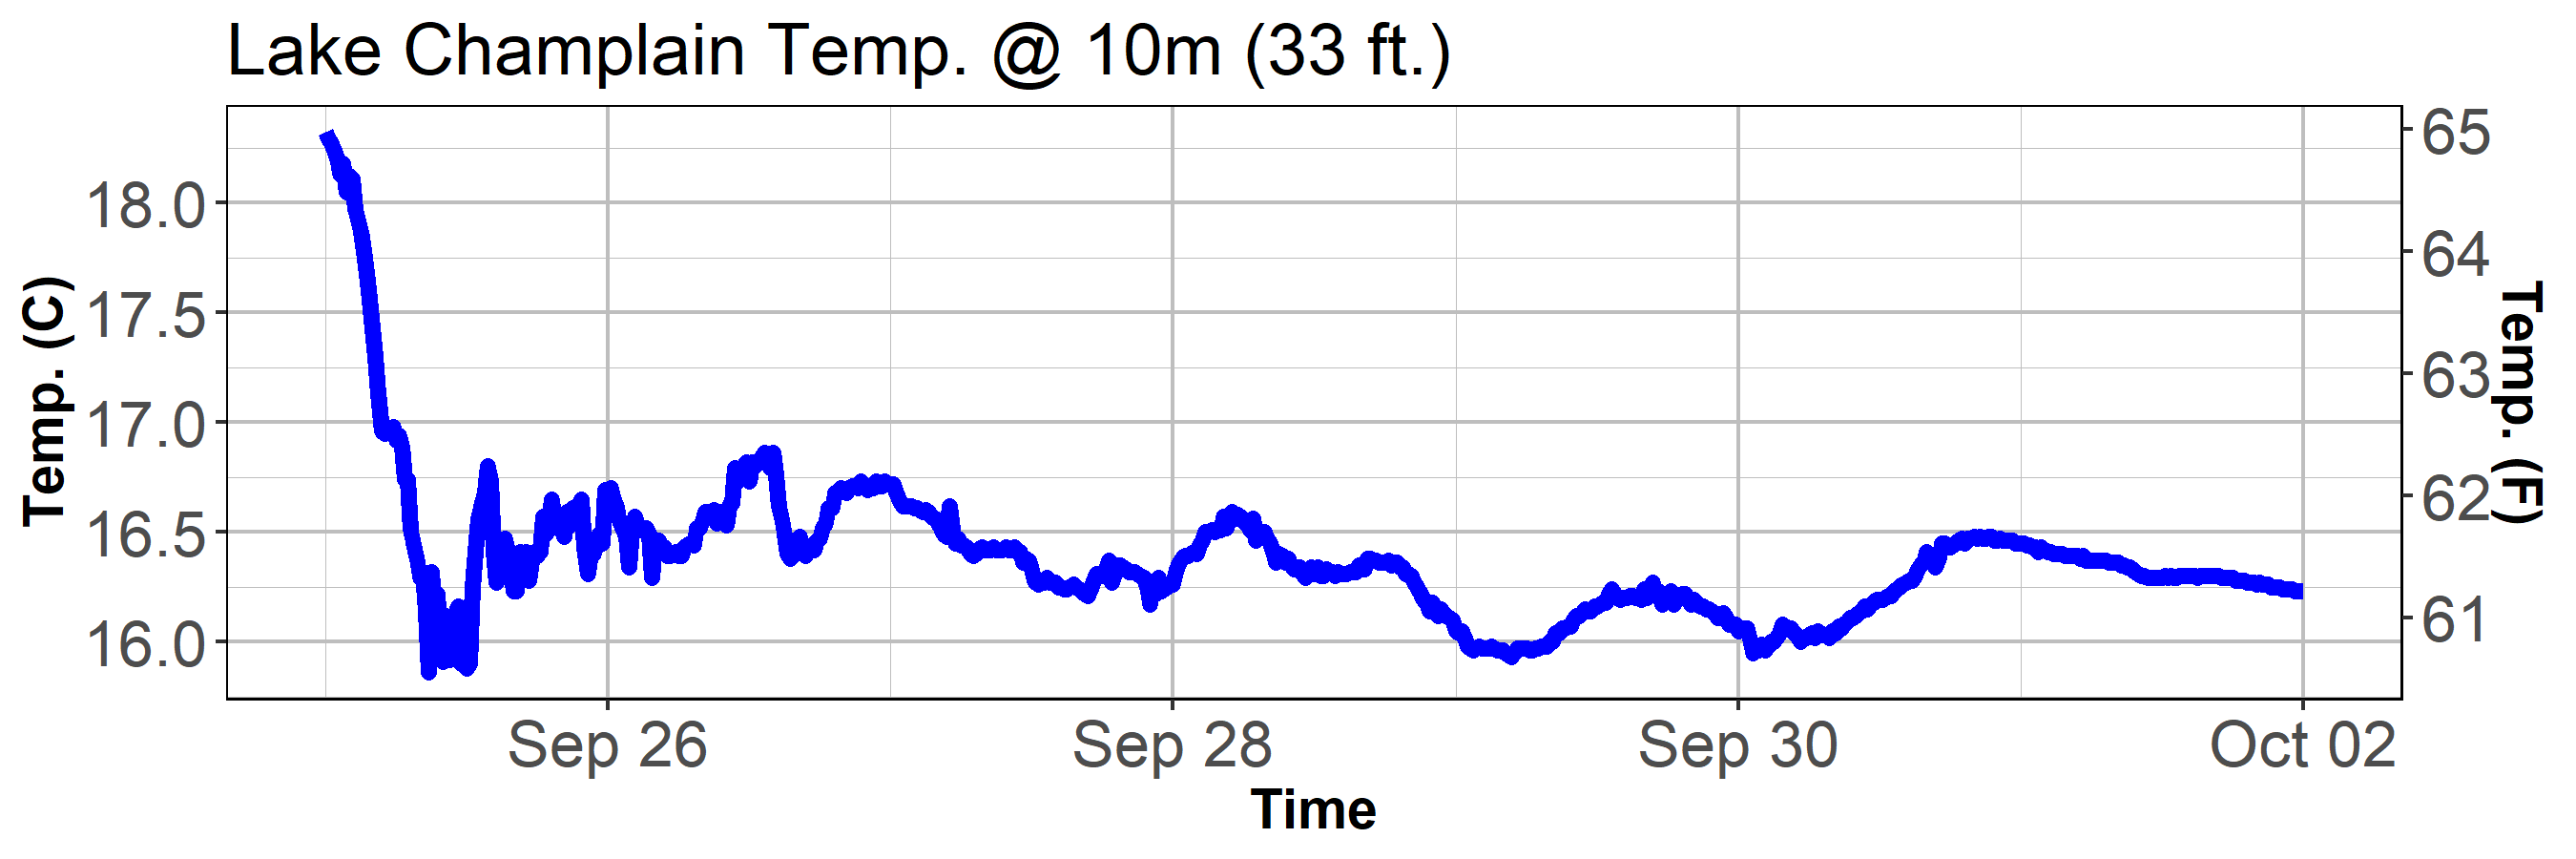 Lake Champlain Temp. @ 10m (33 ft.)
Temp. (C)
18.0
17.5
17.0
16.5
16.0
65
64
63
62
61
Temp. (F)
Sep 26
Sep 28
Sep 30
Oct 02
Time